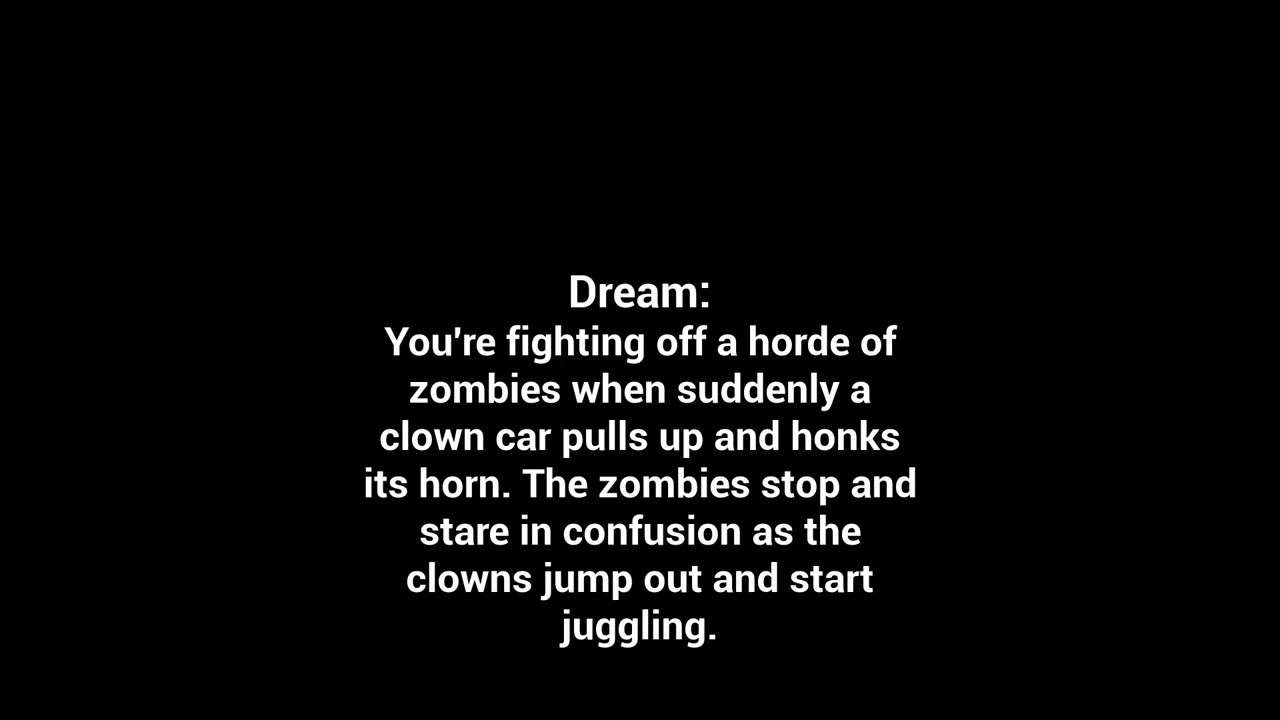 Dream:
You're fighting off a horde of
zombies when suddenly a
clown car pulls up and honks
its horn. The zombies stop and
stare in confusion as the
clowns jump out and start
juggling.